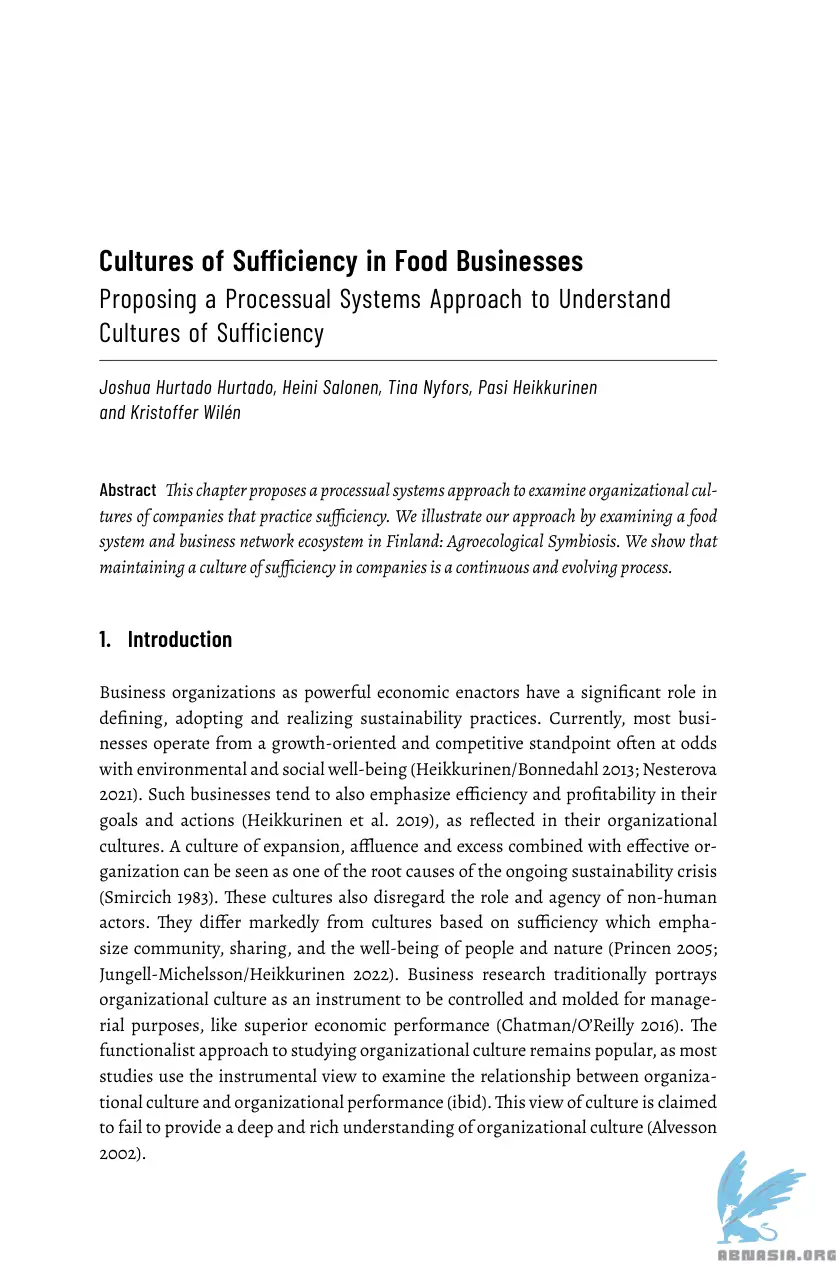 Cultures of Sufficiency in Food Businesses
Proposing a Processual Systems Approach to Understand
Cultures of Sufficiency
Joshua Hurtado Hurtado, Heini Salonen, Tina Nyfors, Pasi Heikkurinen
and Kristoffer Wilén
Abstract This chapter proposes a processual systems approach to examine organizational cul-
tures of companies that practice sufficiency. We illustrate our approach by examining a food
system and business network ecosystem in Finland: Agroecological Symbiosis. We show that
maintaining a culture of sufficiency in companies is a continuous and evolving process.
1. Introduction
Business organizations as powerful economic enactors have a significant role in
defining, adopting and realizing sustainability practices. Currently, most busi-
nesses operate from a growth-oriented and competitive standpoint often at odds
with environmental and social well-being (Heikkurinen/Bonnedahl 2013; Nesterova
2021). Such businesses tend to also emphasize efficiency and profitability in their
goals and actions (Heikkurinen et al. 2019), as reflected in their organizational
cultures. A culture of expansion, affluence and excess combined with effective or-
ganization can be seen as one of the root causes of the ongoing sustainability crisis
(Smircich 1983). These cultures also disregard the role and agency of non-human
actors. They differ markedly from cultures based on sufficiency which empha-
size community, sharing, and the well-being of people and nature (Princen 2005;
Jungell-Michelsson/Heikkurinen 2022). Business research traditionally portrays
organizational culture as an instrument to be controlled and molded for manage-
rial purposes, like superior economic performance (Chatman/O’Reilly 2016). The
functionalist approach to studying organizational culture remains popular, as most
studies use the instrumental view to examine the relationship between organiza-
tional culture and organizational performance (ibid). This view of culture is claimed
to fail to provide a deep and rich understanding of organizational culture (Alvesson
2002).
ABNASIA.ORG